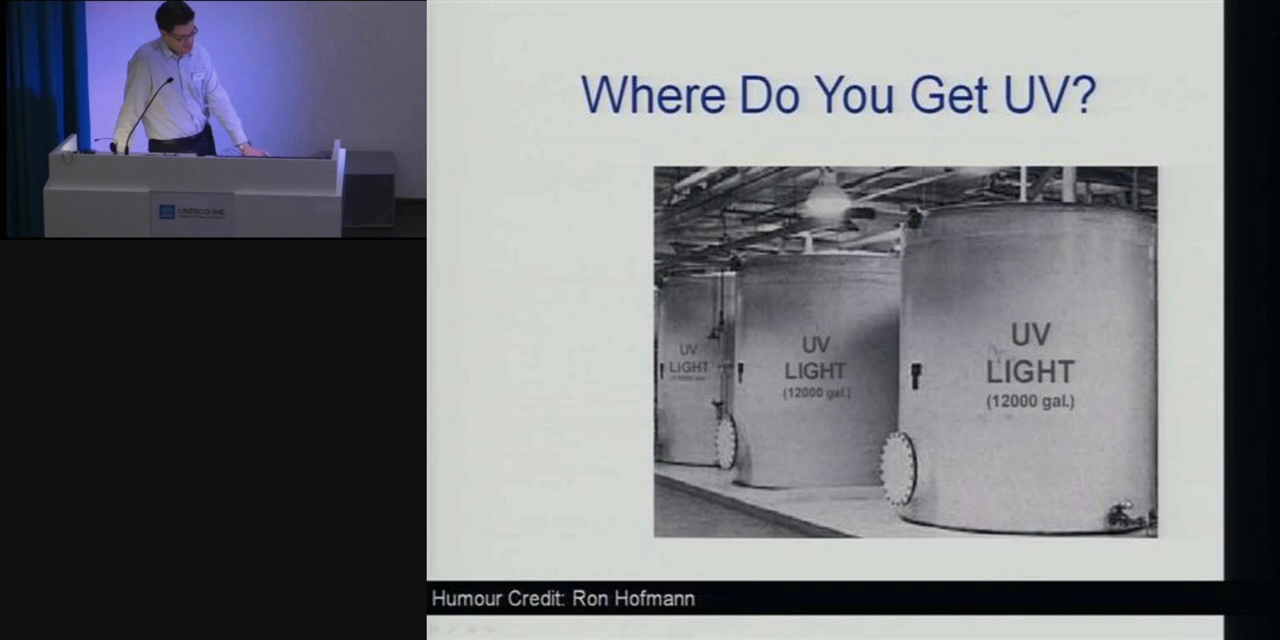 Where Do You Get UV?
UV
LIGHT
UV
LIGHT
(12000 gal.)
UV
LIGHT
(12000 gal.)
Humour Credit: Ron Hofmann
UNESCO-IHE